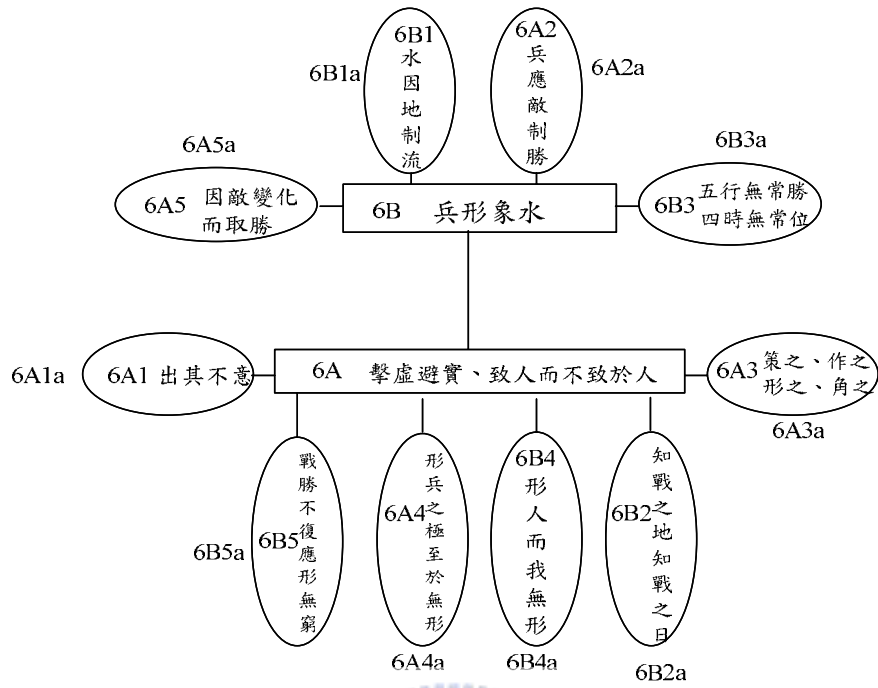 6B1a
6B1
水因地制流
6A2
兵應敵制勝
6A2a
6A5a
6A5 因敵變化
而取勝
6B 兵形象水
6B3a
6B3 五行無常勝
四時無常位
6A1a
6A1 出其不意
6A 擊虛避實、致人而不致於人
6A3 策之、作之
形之、角之
6A3a
6B5a
6B5
戰勝不復應形無窮
6A4
形兵之極至於無形
6A4a
6B4
形人而我無形
6B4a
6B2
知戰之地知戰之日
6B2a